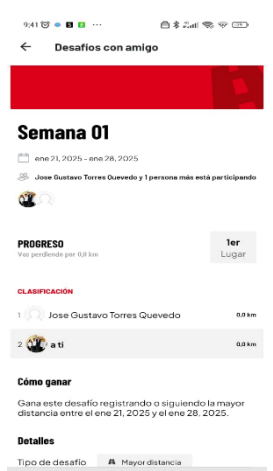 9:41
Desafíos con amigo
Semana 01
ene 21, 2025 - ene 28, 2025
Jose Gustavo Torres Quevedo y 1 persona más está participando
PROGRESO
Vas perdiendo por 0,0 km
1er
Lugar
CLASIFICACIÓN
1 Jose Gustavo Torres Quevedo 0,0 km
2 a ti 0,0 km
Cómo ganar
Gana este desafío registrando o siguiendo la mayor
distancia entre el ene 21, 2025 y el ene 28, 2025.
Detalles
Tipo de desafío Mayor distancia